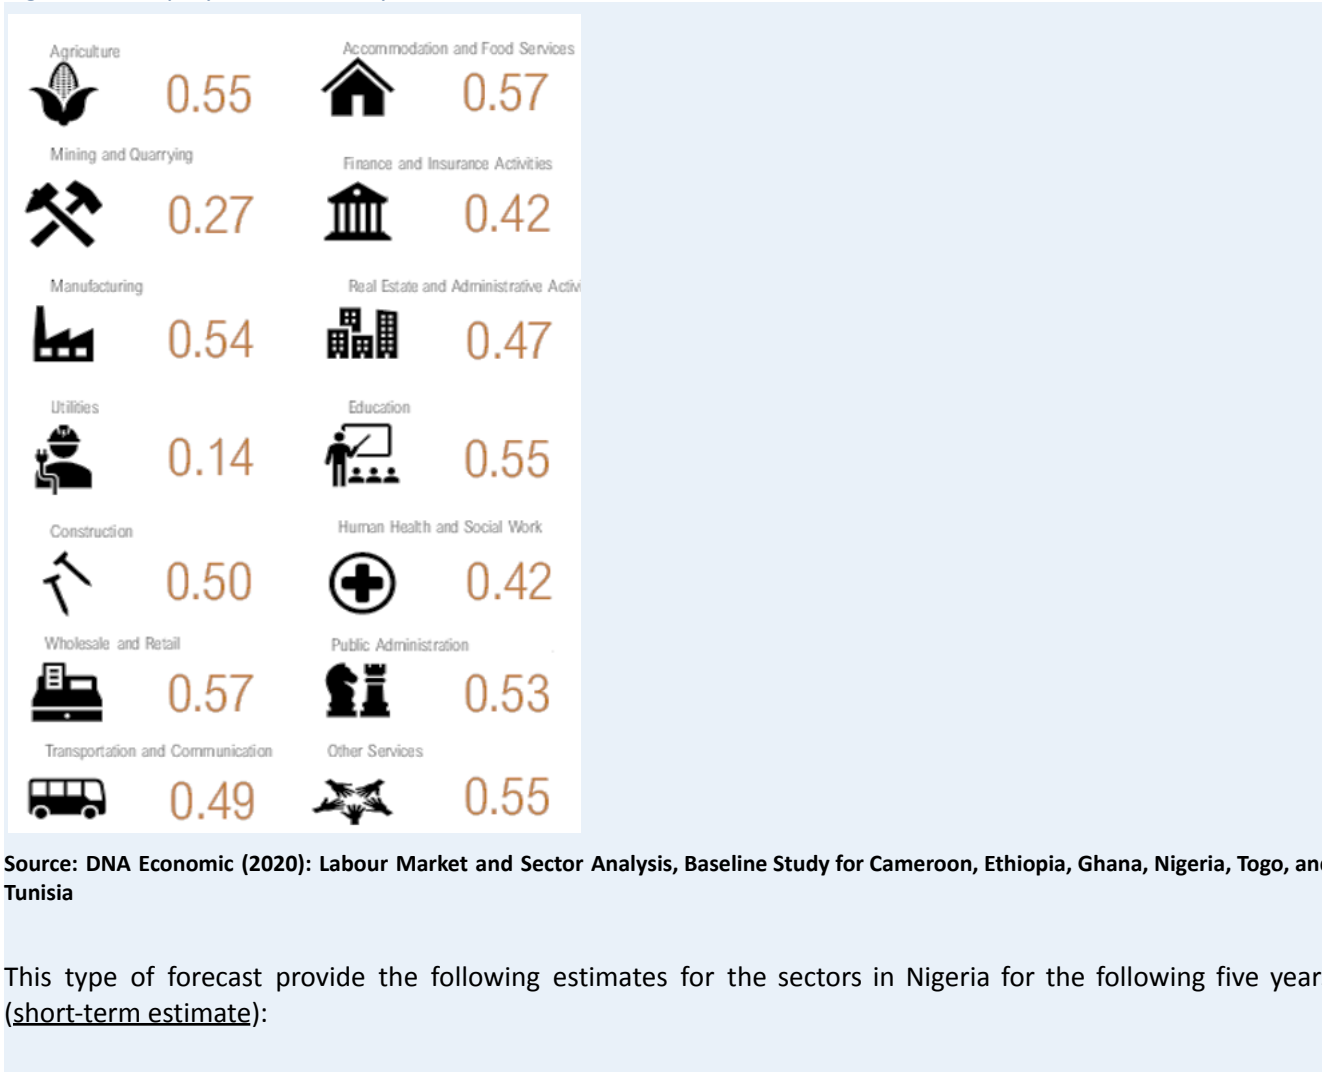 Agriculture
0.55
Accommodation and Food Services
0.57
Mining and Quarrying
0.27
Finance and Insurance Activities
0.42
Manufacturing
0.54
Real Estate and Administrative Activi
0.47
Utilities
0.14
Education
0.55
Construction
0.50
Human Health and Social Work
0.42
Wholesale and Retail
0.57
Public Administration
0.53
Transportation and Communication
0.49
Other Services
0.55
Source: DNA Economic (2020): Labour Market and Sector Analysis, Baseline Study for Cameroon, Ethiopia, Ghana, Nigeria, Togo, and
Tunisia
This type of forecast provide the following estimates for the sectors in Nigeria for the following five year
(short-term estimate):